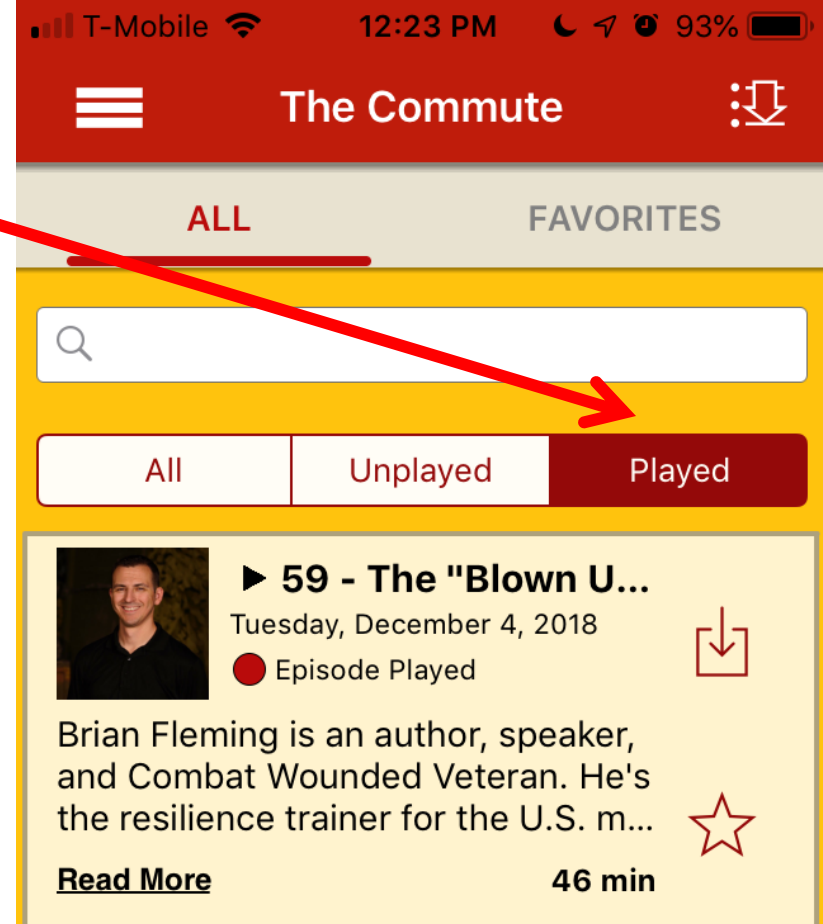 T-Mobile 12:23 PM 93%
The Commute
ALL FAVORITES
All Unplayed Played
59 - The "Blown U...
Tuesday, December 4, 2018
Episode Played
Brian Fleming is an author, speaker,
and Combat Wounded Veteran. He's
the resilience trainer for the U.S. m...
Read More 46 min